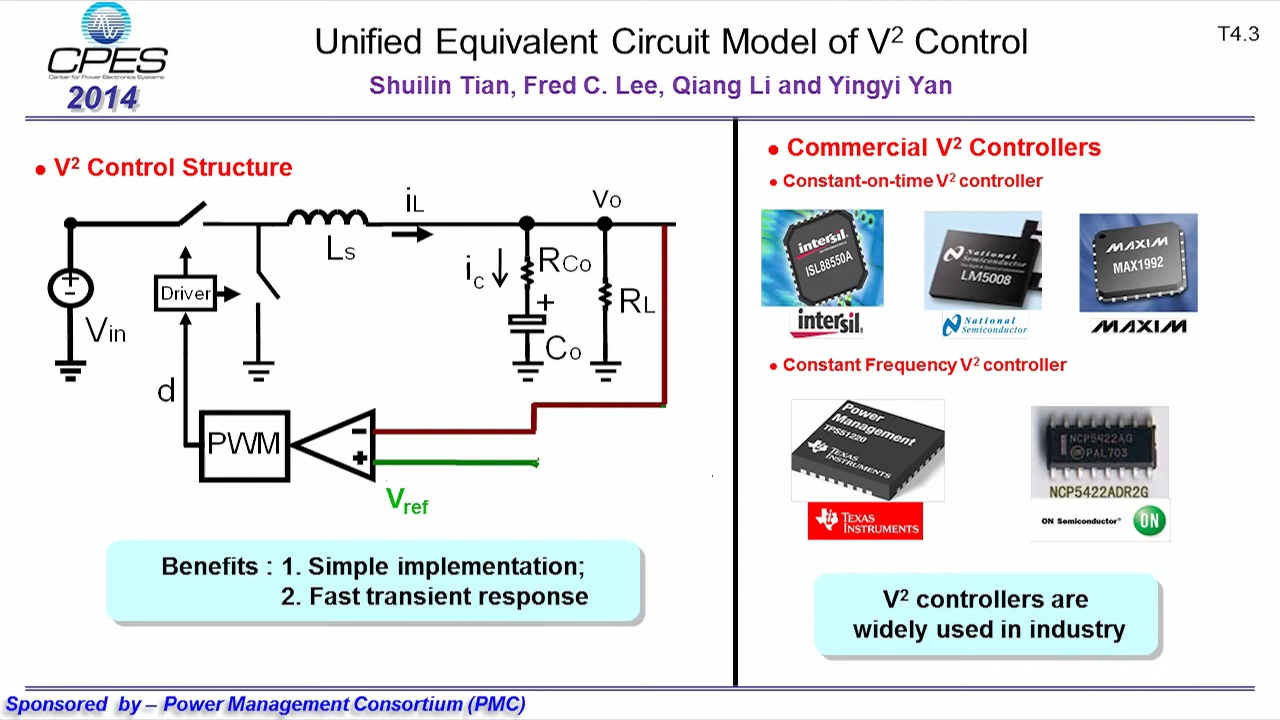 CPES
Center for Power Electronics Systems
2014
Unified Equivalent Circuit Model of V² Control
T4.3
Shuilin Tian, Fred C. Lee, Qiang Li and Yingyi Yan
• V² Control Structure
iL
Vo
Ls
ic
RCo
+
RL
Co
+
-
Vin
Driver
d
PWM
−
+
Vref
Benefits : 1. Simple implementation;
2. Fast transient response
• Commercial V² Controllers
• Constant-on-time V² controller
intersil
ISL88550A
intersil
National
Semiconductor
LM5008
National
Semiconductor
MAXIM
MAX1992
MAXIM
• Constant Frequency V² controller
Power
Management
TPS51220
TEXAS
INSTRUMENTS
TEXAS
INSTRUMENTS
NCP5422AG
PAL703
NCP5422ADR2G
ON Semiconductor®
ON
V² controllers are
widely used in industry
Sponsored by – Power Management Consortium (PMC)